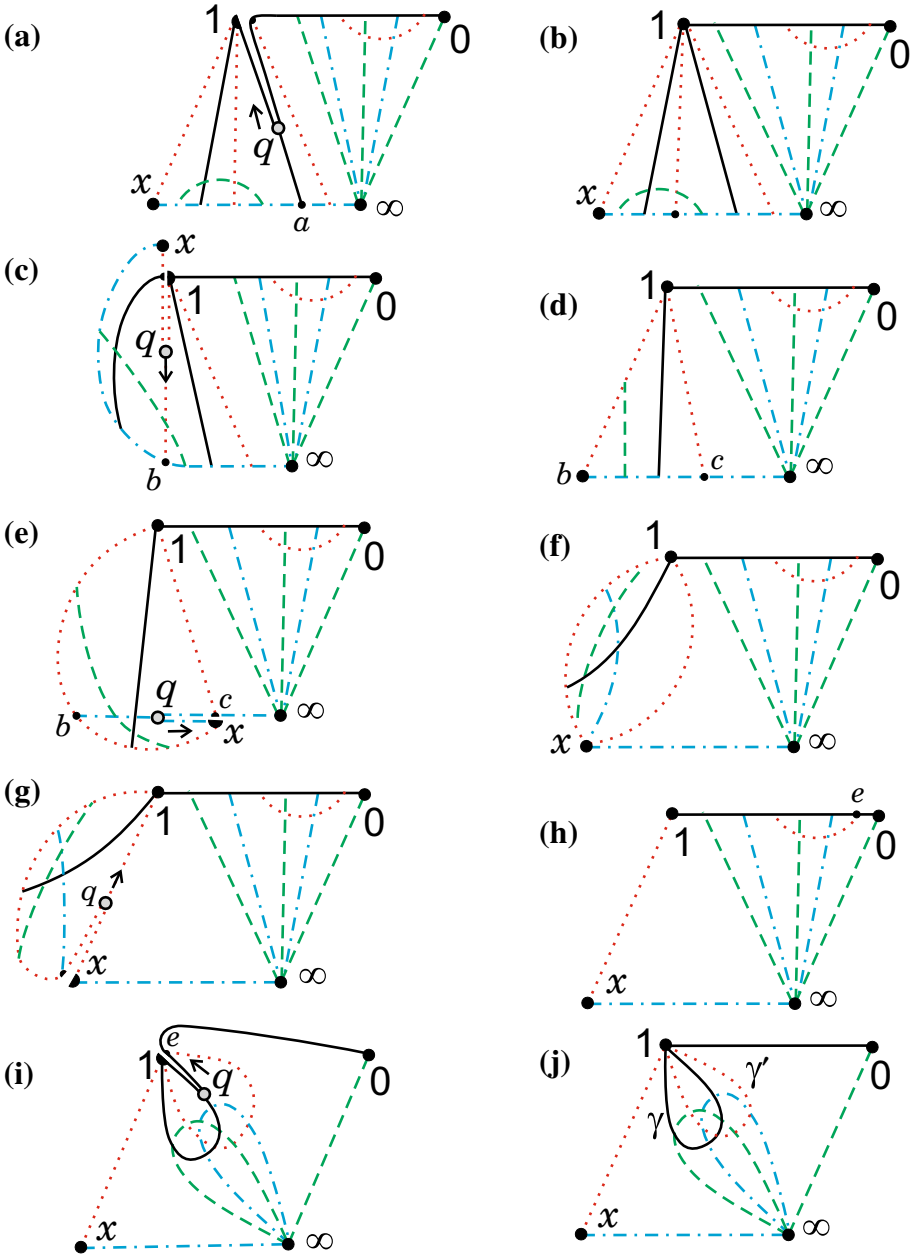 (a) 1 0 q x a ∞
(b) 1 0 x ∞
(c) x 1 0 q b ∞
(d) 1 0 b c ∞
(e) 1 0 q c b x ∞
(f) 1 0 x ∞
(g) 1 0 q x ∞
(h) e 1 0 x ∞
(i) e 1 q 0 x ∞
(j) 1 γ′ 0 γ x ∞